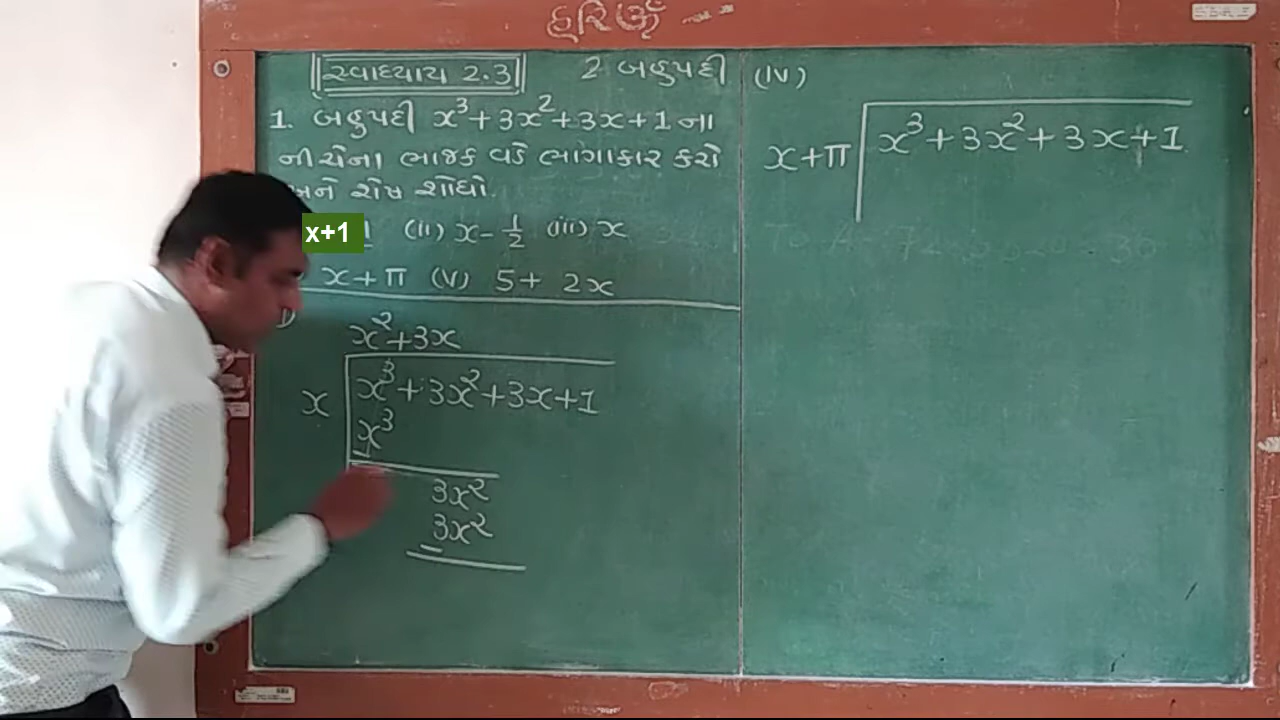 હરિ ૐ
સ્વાધ્યાય 2.3 2 બહુપદી
1. બહુપદી x³+3x²+3x+1 ના
નીચેના ભાજક વડે ભાગાકાર કરો
અને શેષ શોધો.
x+1 (ii) x-1/2 (iii) x
x+π (V) 5+ 2x
x²+3x
x x³+3x²+3x+1
x³
3x²
3x²
(IV)
x+π x³+3x²+3x+1